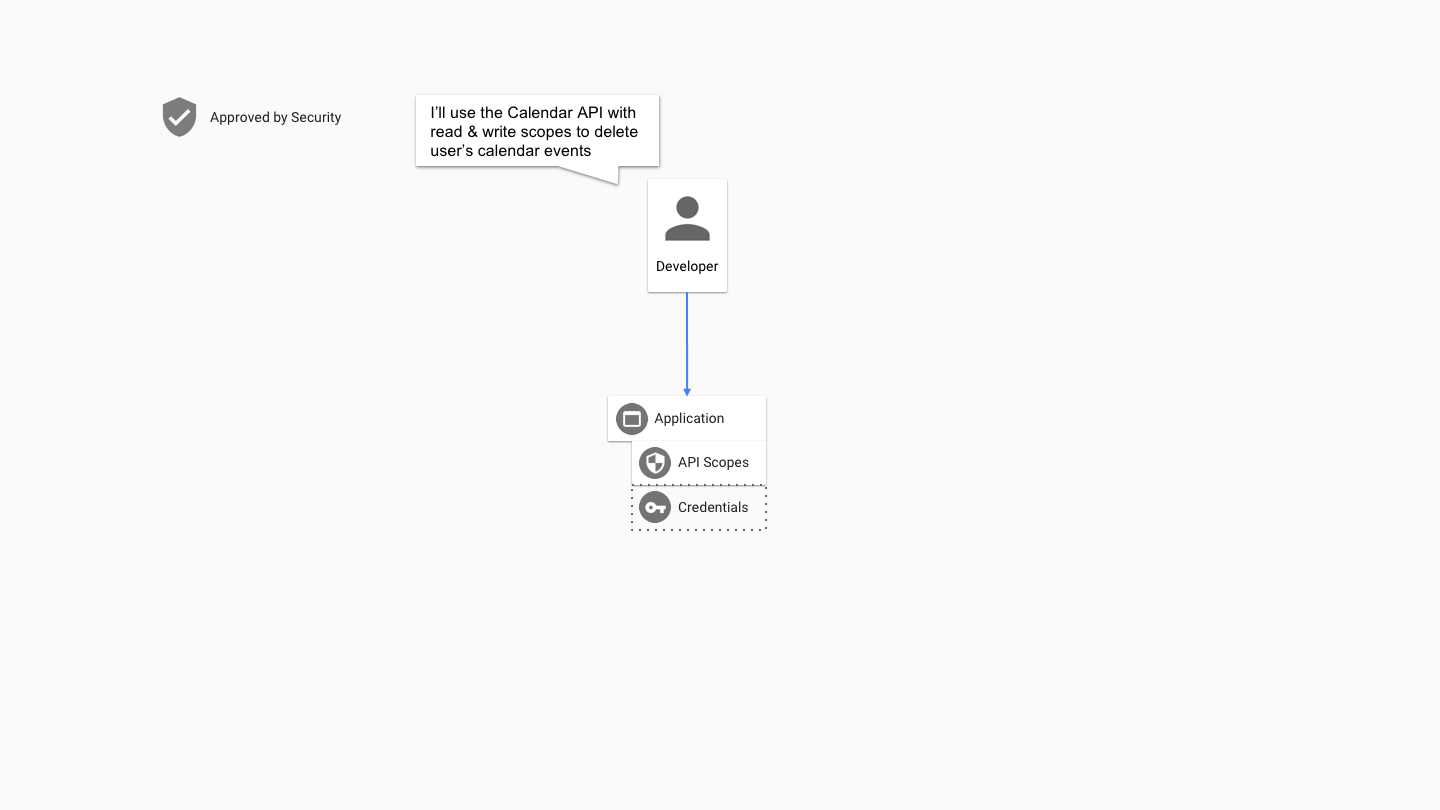 Approved by Security
I’ll use the Calendar API with
read & write scopes to delete
user’s calendar events
Developer
Application
API Scopes
Credentials